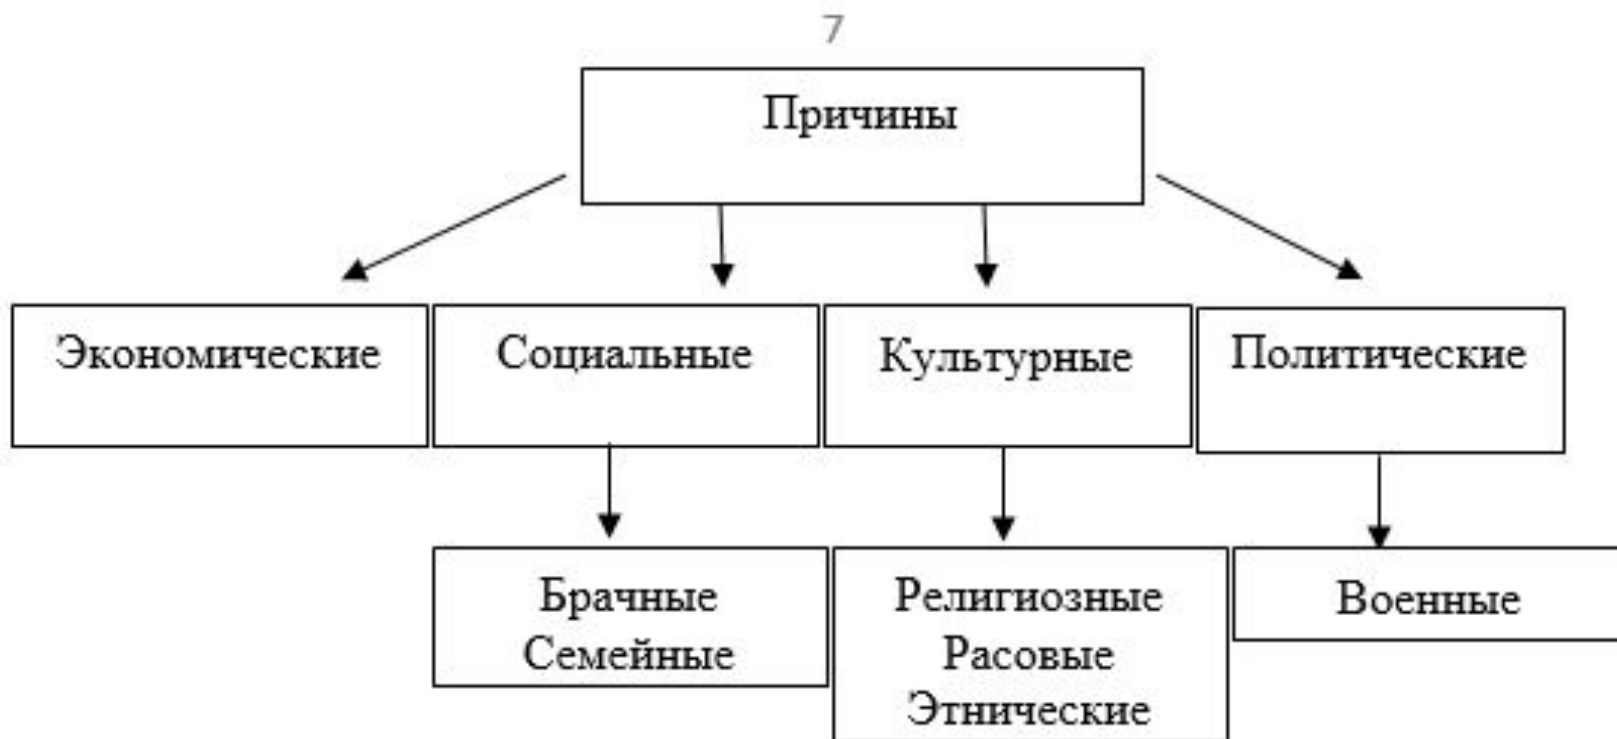 7
Причины
Экономические
Социальные
Культурные
Политические
Брачные
Семейные
Религиозные
Расовые
Этнические
Военные